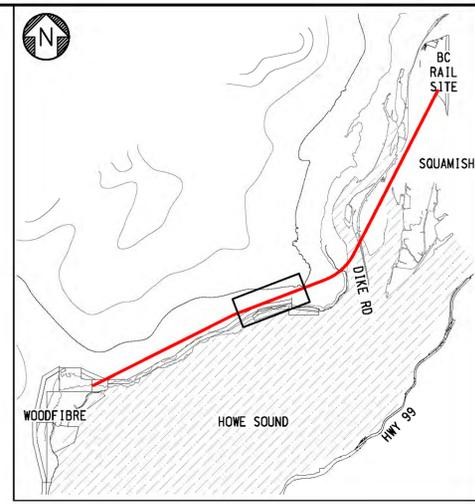 N
BC
RAIL
SITE
SQUAMISH
DIKE RD
WOODFIBRE
HOWE SOUND
HWY 99